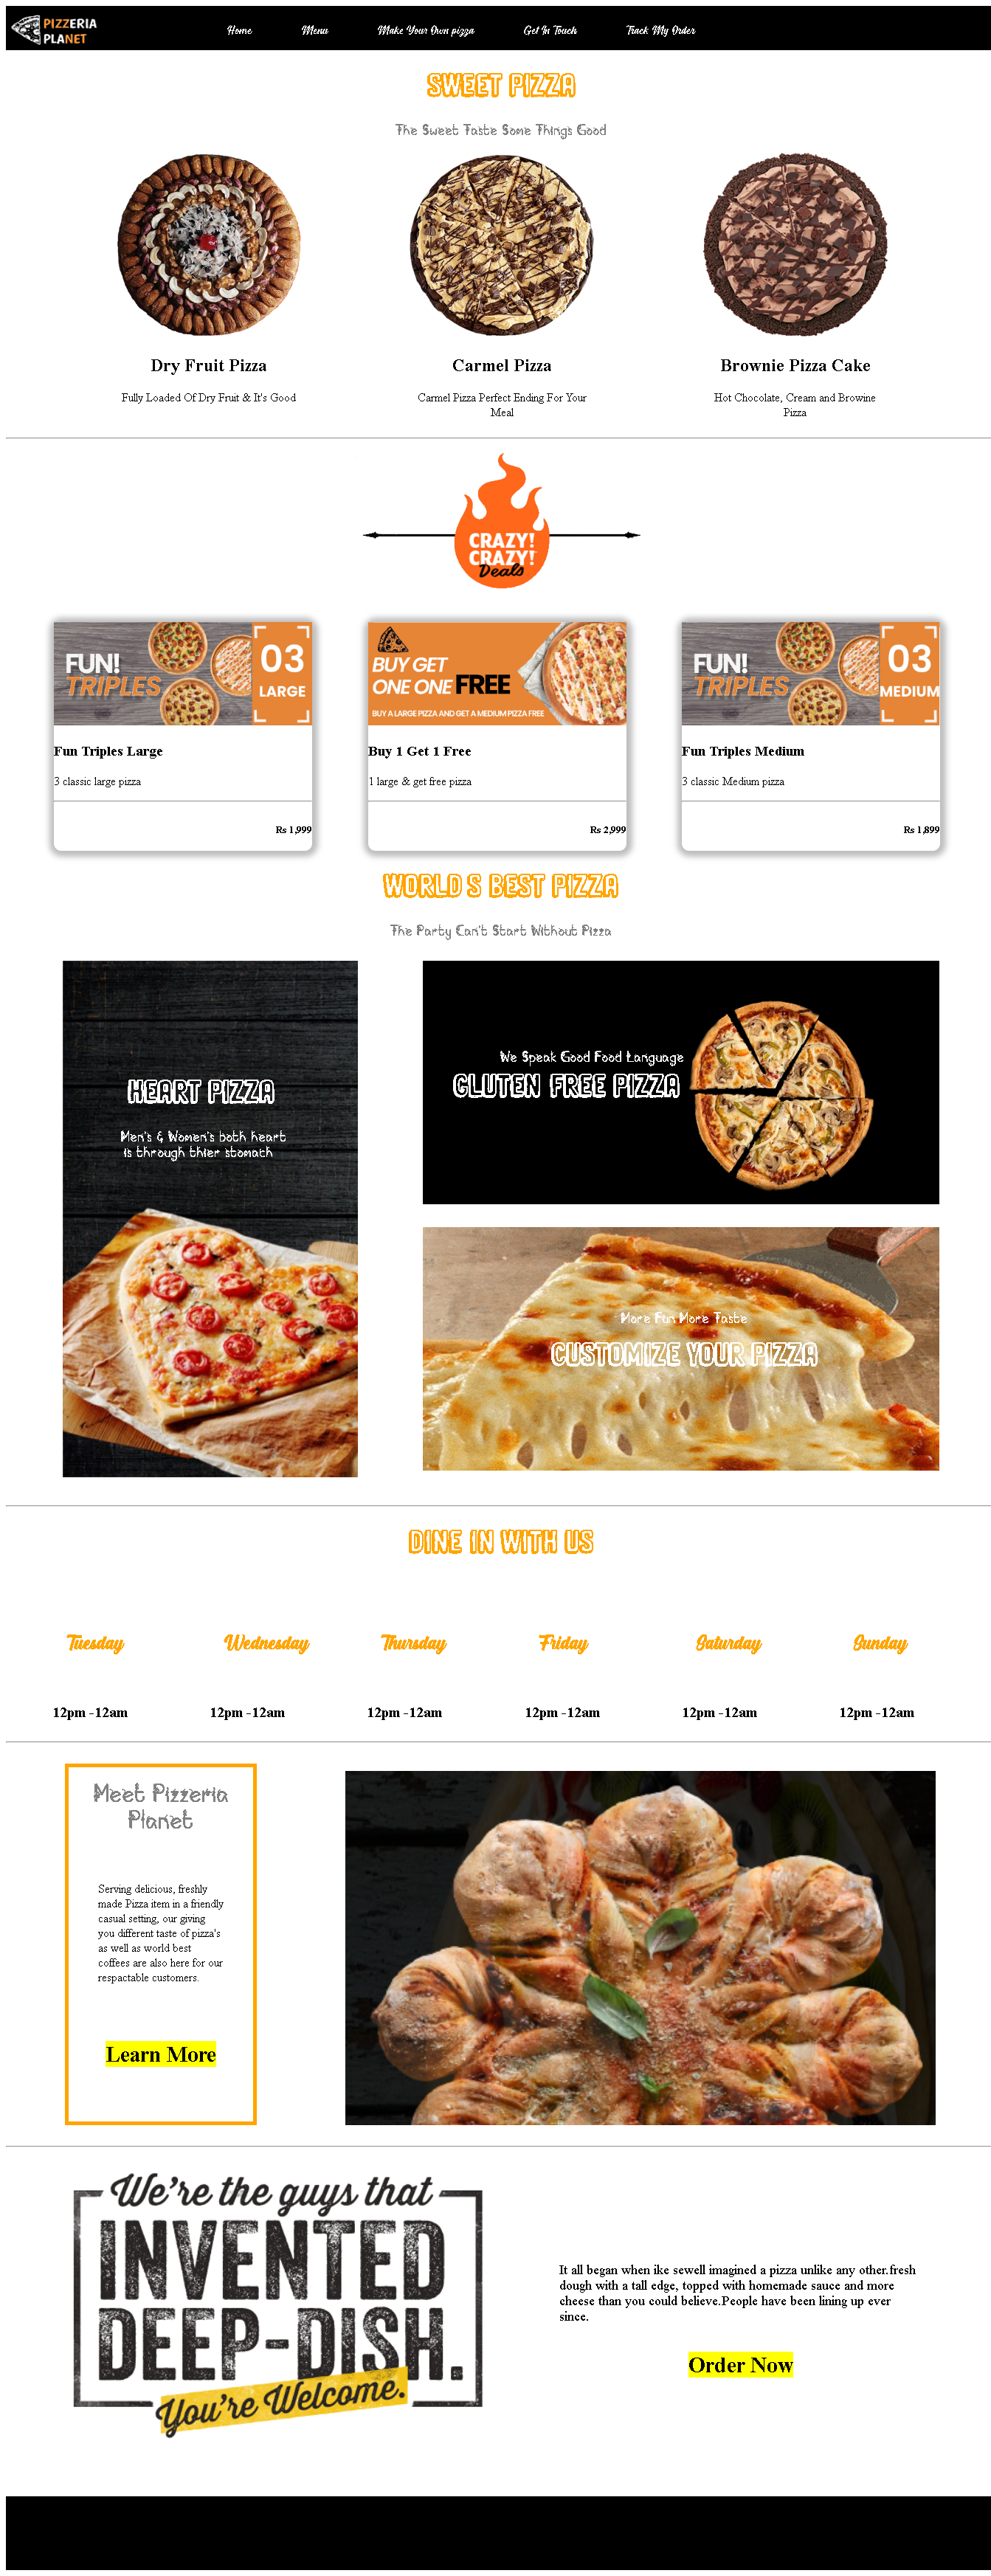 PIZZERIA
PLANET
Home Menu Make Your Own pizza Get In Touch Track My Order
SWEET PIZZA
The Sweet Taste Some Things Good
Dry Fruit Pizza
Fully Loaded Of Dry Fruit & It's Good
Carmel Pizza
Carmel Pizza Perfect Ending For Your
Meal
Brownie Pizza Cake
Hot Chocolate, Cream and Browine
Pizza
CRAZY!
CRAZY!
Deals
FUN!
TRIPLES
03
LARGE
Fun Triples Large
3 classic large pizza
Rs 1,999
BUY GET
ONE ONE FREE
BUY A LARGE PIZZA AND GET A MEDIUM PIZZA FREE
Buy 1 Get 1 Free
1 large & get free pizza
Rs 2,999
FUN!
TRIPLES
03
MEDIUM
Fun Triples Medium
3 classic Medium pizza
Rs 1,899
WORLD S BEST PIZZA
The Party Can't Start Without Pizza
HEART PIZZA
Men's & Women's both heart
is through thier stomach
We Speak Good Food Language
GLUTEN FREE PIZZA
More Fun More Taste
CUSTOMIZE YOUR PIZZA
DINE IN WITH US
Tuesday Wednesday Thursday Friday Saturday Sunday
12pm -12am 12pm -12am 12pm -12am 12pm -12am 12pm -12am 12pm -12am
Meet Pizzeria
Planet
Serving delicious, freshly
made Pizza item in a friendly
casual setting, our giving
you different taste of pizza's
as well as world best
coffees are also here for our
respactable customers.
Learn More
We're the guys that
INVENTED
DEEP-DISH.
You're Welcome.
It all began when ike sewell imagined a pizza unlike any other.fresh
dough with a tall edge, topped with homemade sauce and more
cheese than you could believe.People have been lining up ever
since.
Order Now